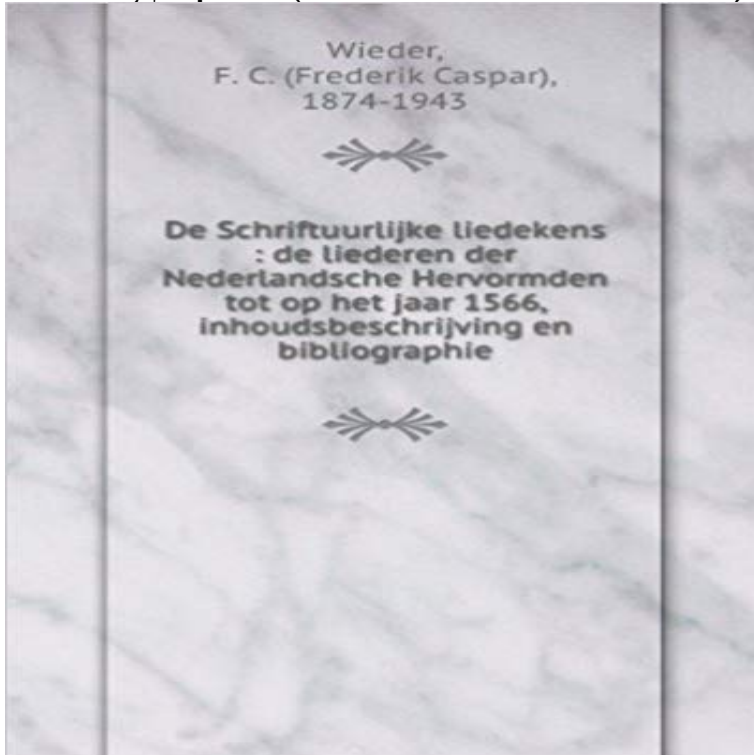 Wieder,
F. C. (Frederik Caspar),
1874-1943
De Schriftuurlijke liedekens
: de liederen der
Nederlandsche Hervormden
tot op het jaar 1566,
inhoudsbeschrijving en
bibliographie